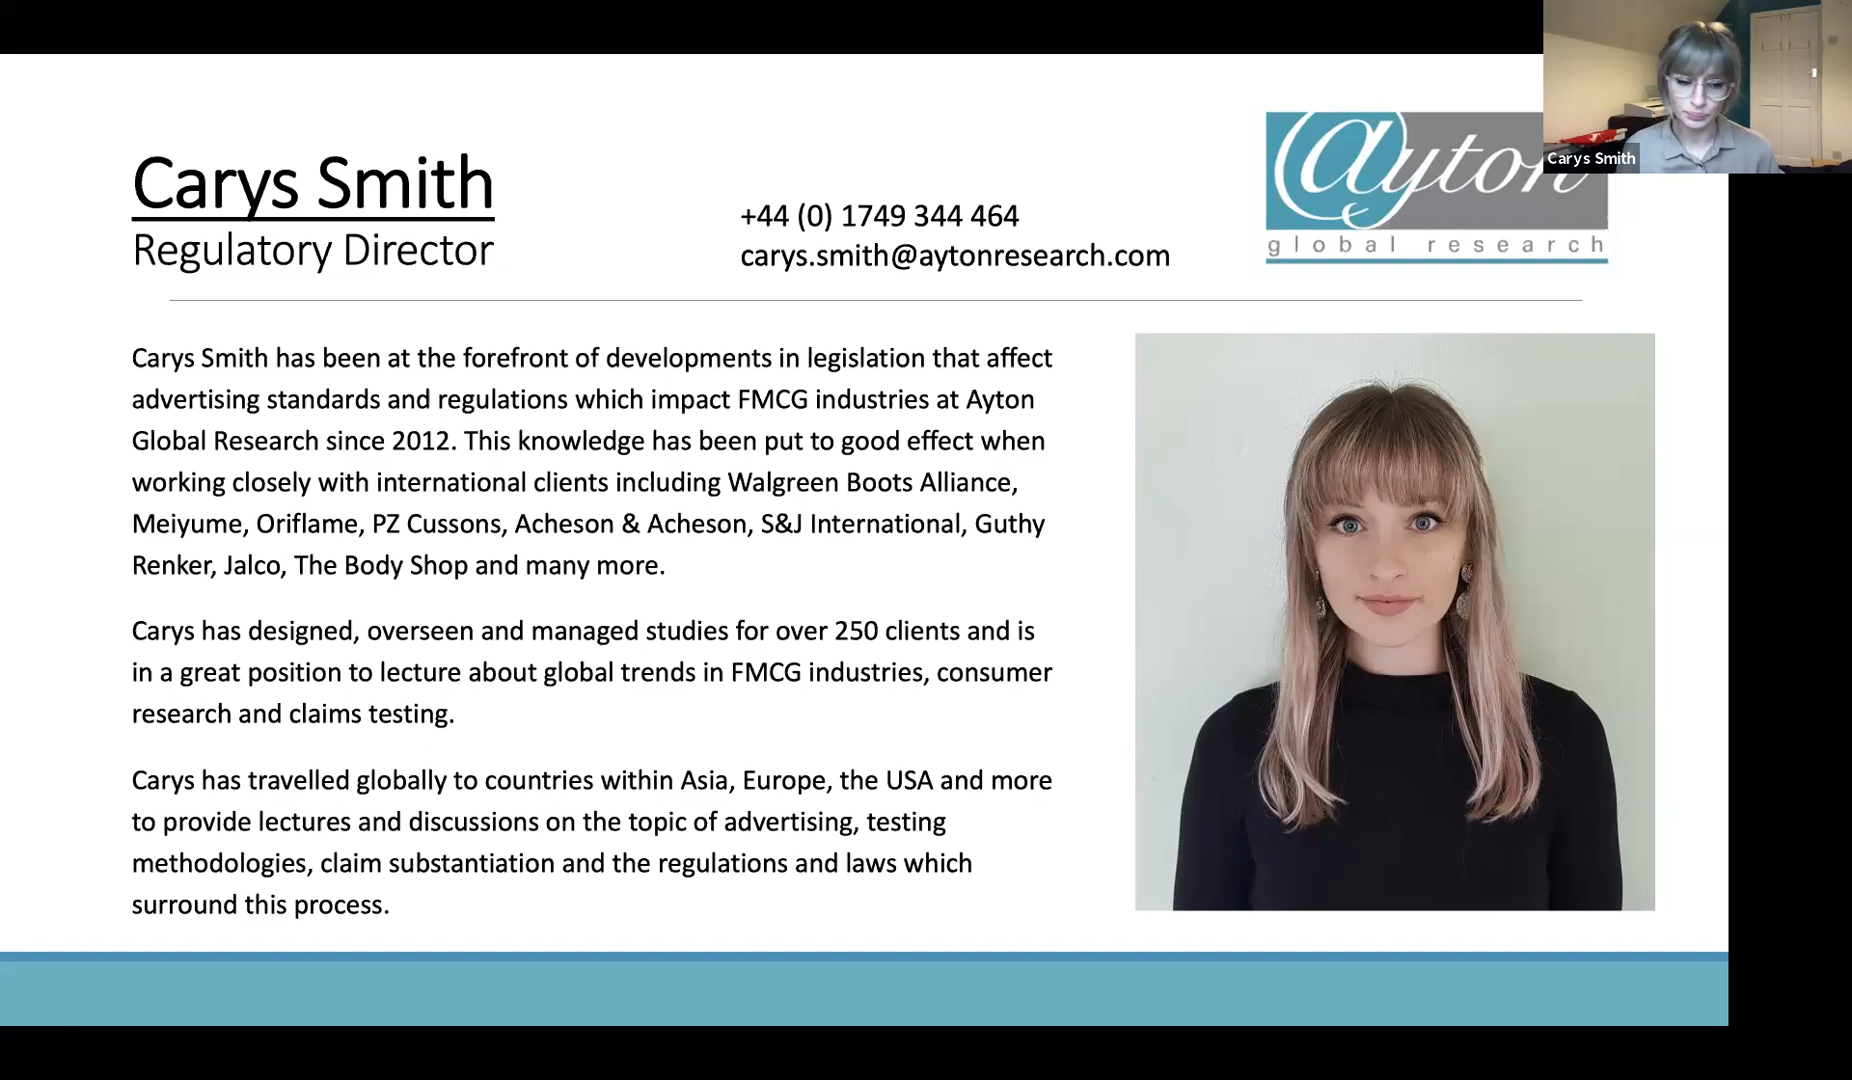 Carys Smith
Regulatory Director
+44 (0) 1749 344 464
carys.smith@aytonresearch.com
ayton
global research
Carys Smith
Carys Smith has been at the forefront of developments in legislation that affect
advertising standards and regulations which impact FMCG industries at Ayton
Global Research since 2012. This knowledge has been put to good effect when
working closely with international clients including Walgreen Boots Alliance,
Meiyume, Oriflame, PZ Cussons, Acheson & Acheson, S&J International, Guthy
Renker, Jalco, The Body Shop and many more.
Carys has designed, overseen and managed studies for over 250 clients and is
in a great position to lecture about global trends in FMCG industries, consumer
research and claims testing.
Carys has travelled globally to countries within Asia, Europe, the USA and more
to provide lectures and discussions on the topic of advertising, testing
methodologies, claim substantiation and the regulations and laws which
surround this process.